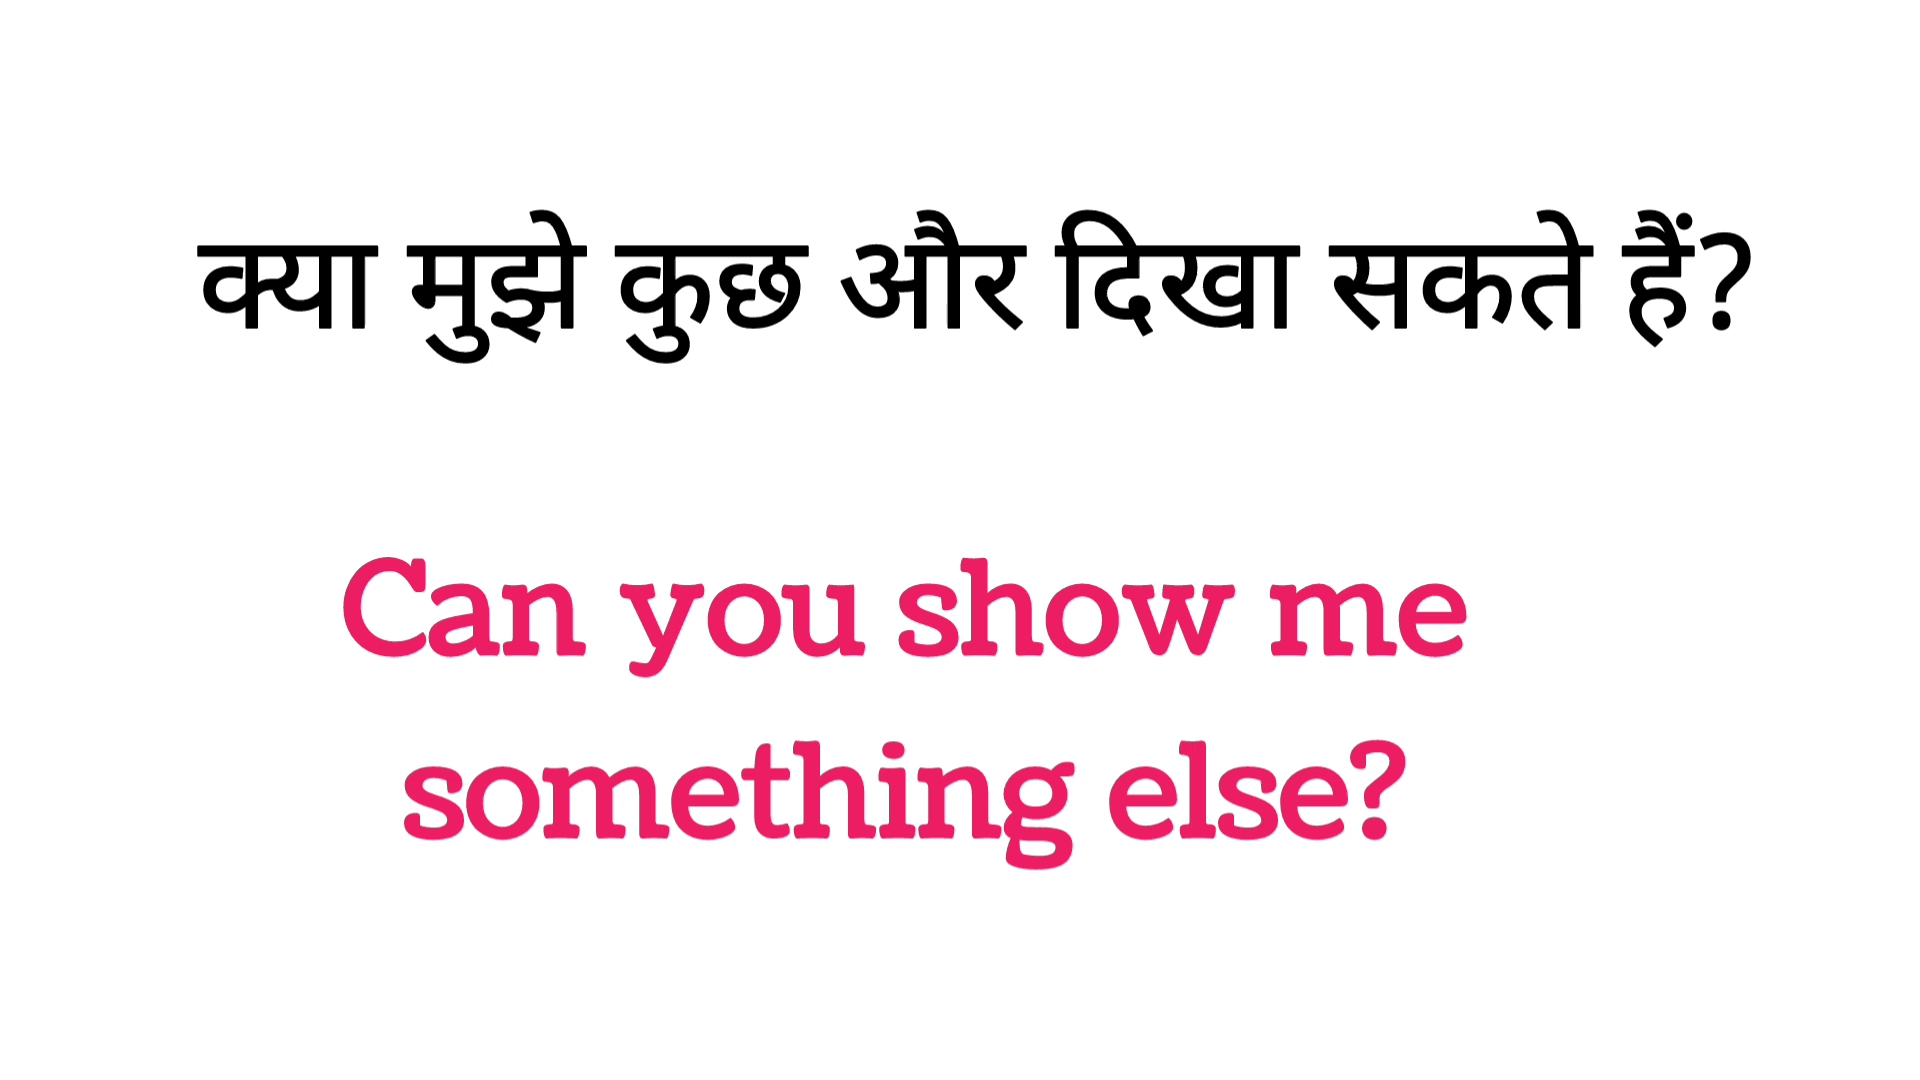 क्या मुझे कुछ और दिखा सकते हैं?
Can you show me
something else?